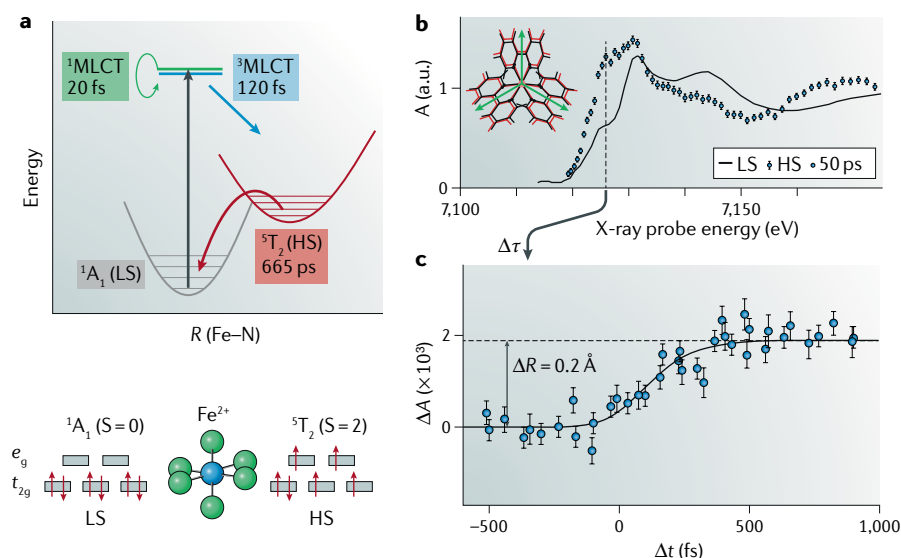 a
¹MLCT
20 fs
³MLCT
120 fs
Energy
¹A₁ (LS)
⁵T₂ (HS)
665 ps
R (Fe–N)
¹A₁ (S = 0)
Fe²⁺
⁵T₂ (S = 2)
e_g
t_2g
LS
HS
b
A (a.u.)
1
0
LS HS 50 ps
7,100
7,150
X-ray probe energy (eV)
Δτ
c
ΔA (×10³)
2
0
ΔR = 0.2 Å
–500
0
500
1,000
Δt (fs)